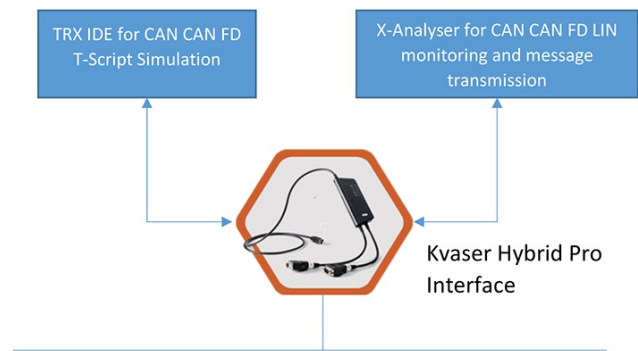 TRX IDE for CAN CAN FD
T-Script Simulation
X-Analyser for CAN CAN FD LIN
monitoring and message
transmission
Kvaser Hybrid Pro
Interface